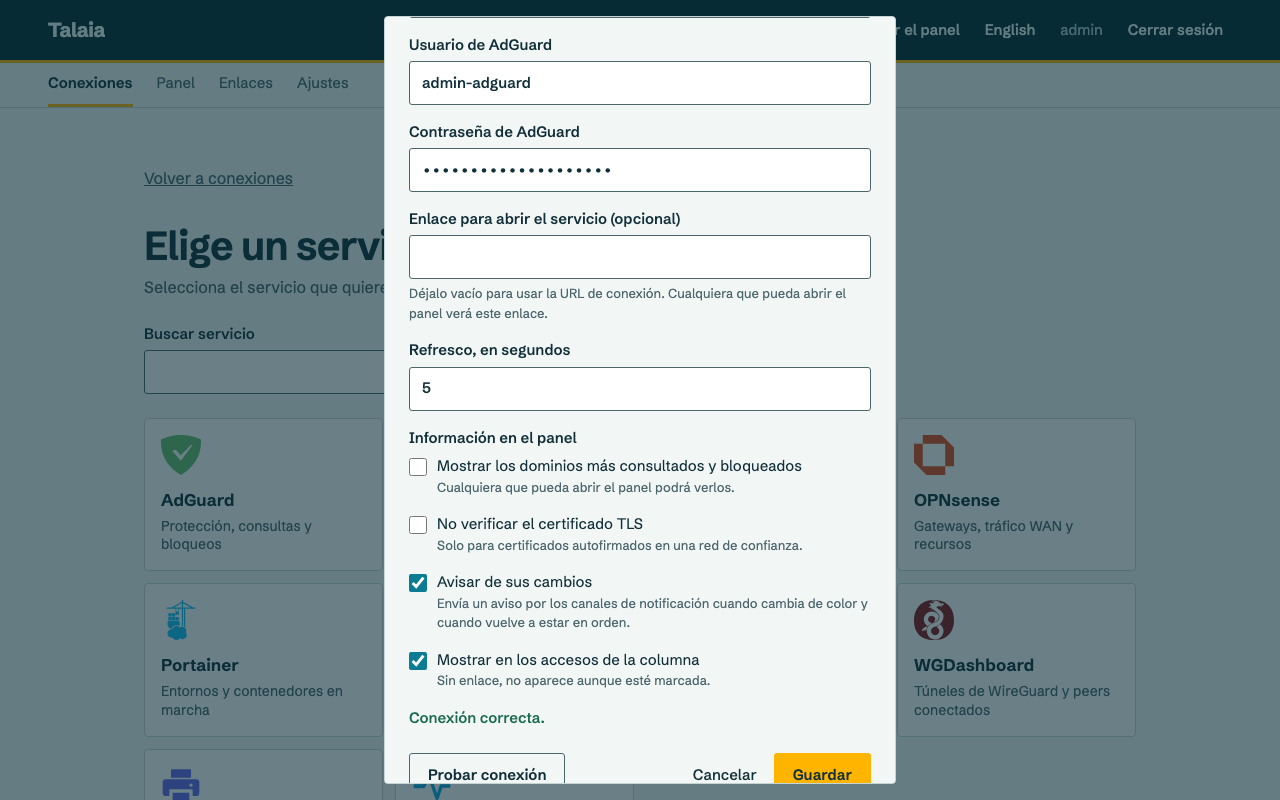 Talaia
r el panel
English
admin
Cerrar sesión
Conexiones
Panel
Enlaces
Ajustes
Volver a conexiones
Elige un servi
Selecciona el servicio que quiere
Buscar servicio
AdGuard
Protección, consultas y
bloqueos
OPNsense
Gateways, tráfico WAN y
recursos
Portainer
Entornos y contenedores en
marcha
WGDashboard
Túneles de WireGuard y peers
conectados
Usuario de AdGuard
admin-adguard
Contraseña de AdGuard
••••••••••••••••••••
Enlace para abrir el servicio (opcional)
Déjalo vacío para usar la URL de conexión. Cualquiera que pueda abrir el
panel verá este enlace.
Refresco, en segundos
5
Información en el panel
Mostrar los dominios más consultados y bloqueados
Cualquiera que pueda abrir el panel podrá verlos.
No verificar el certificado TLS
Solo para certificados autofirmados en una red de confianza.
Avisar de sus cambios
Envía un aviso por los canales de notificación cuando cambia de color y
cuando vuelve a estar en orden.
Mostrar en los accesos de la columna
Sin enlace, no aparece aunque esté marcada.
Conexión correcta.
Probar conexión
Cancelar
Guardar